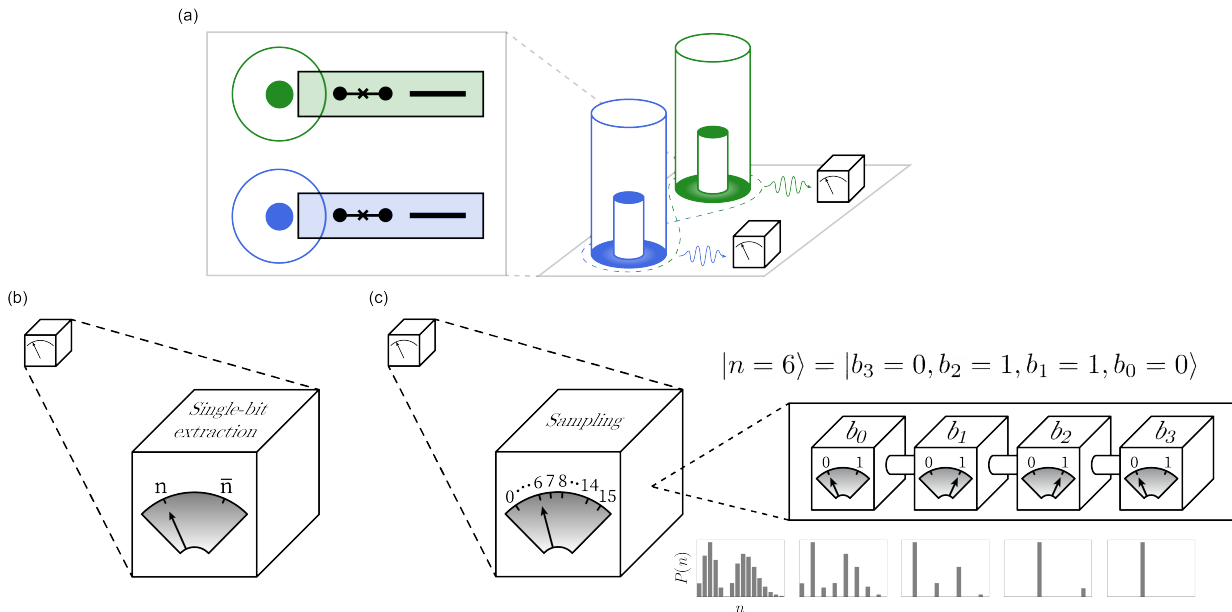 (a)
(b)
(c)
Single-bit
extraction
n n̅
Sampling
0 ·· 6 7 8 ·· 14 15
|n = 6⟩ = |b₃ = 0, b₂ = 1, b₁ = 1, b₀ = 0⟩
b₀ b₁ b₂ b₃
0 1 0 1 0 1 0 1
P(n)
n